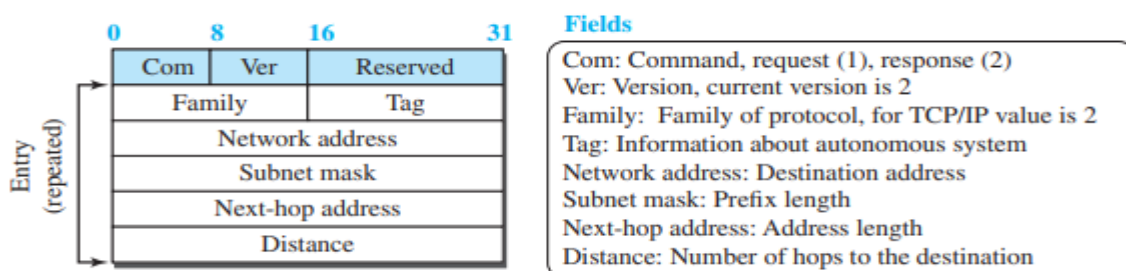 0 8 16 31
Com Ver Reserved
Family Tag
Network address
Subnet mask
Next-hop address
Distance
Entry
(repeated)
Fields
Com: Command, request (1), response (2)
Ver: Version, current version is 2
Family: Family of protocol, for TCP/IP value is 2
Tag: Information about autonomous system
Network address: Destination address
Subnet mask: Prefix length
Next-hop address: Address length
Distance: Number of hops to the destination